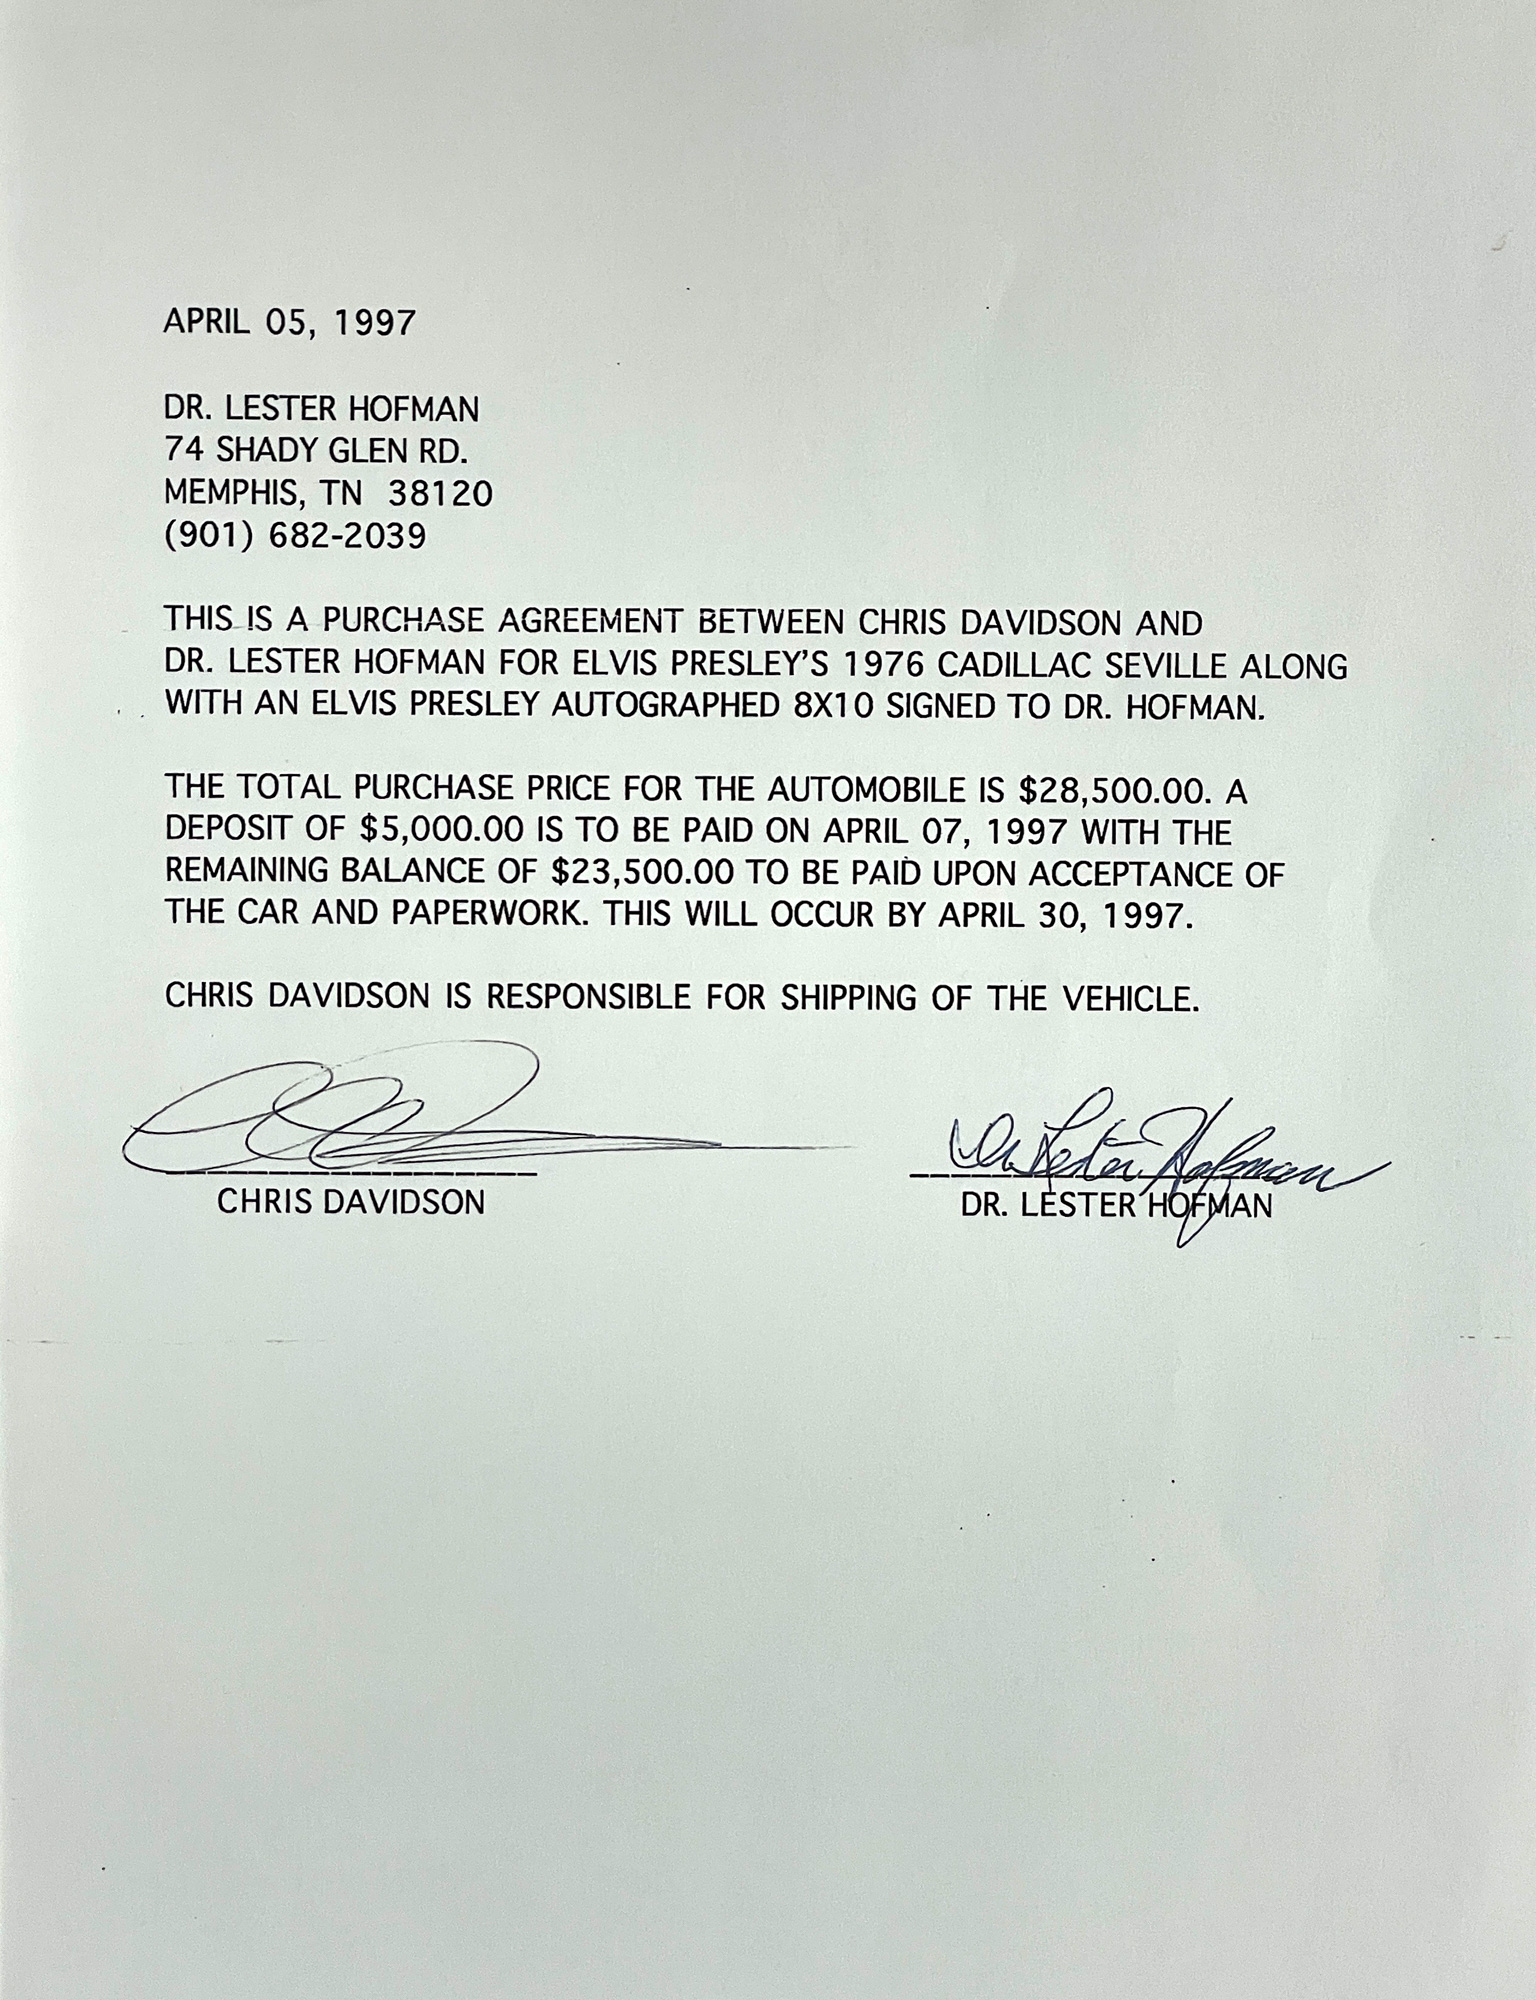 APRIL 05, 1997
DR. LESTER HOFMAN
74 SHADY GLEN RD.
MEMPHIS, TN 38120
(901) 682-2039
THIS IS A PURCHASE AGREEMENT BETWEEN CHRIS DAVIDSON AND
DR. LESTER HOFMAN FOR ELVIS PRESLEY'S 1976 CADILLAC SEVILLE ALONG
WITH AN ELVIS PRESLEY AUTOGRAPHED 8X10 SIGNED TO DR. HOFMAN.
THE TOTAL PURCHASE PRICE FOR THE AUTOMOBILE IS $28,500.00. A
DEPOSIT OF $5,000.00 IS TO BE PAID ON APRIL 07, 1997 WITH THE
REMAINING BALANCE OF $23,500.00 TO BE PAID UPON ACCEPTANCE OF
THE CAR AND PAPERWORK. THIS WILL OCCUR BY APRIL 30, 1997.
CHRIS DAVIDSON IS RESPONSIBLE FOR SHIPPING OF THE VEHICLE.
Dr Lester Hofman
CHRIS DAVIDSON
DR. LESTER HOFMAN